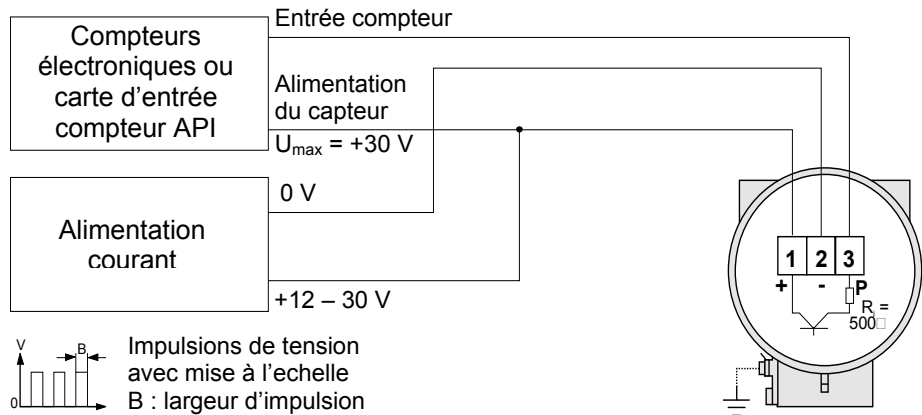 Entrée compteur
Compteurs
électroniques ou
carte d'entrée
compteur API
Alimentation
du capteur
Umax = +30 V
0 V
Alimentation
courant
+12 – 30 V
1 2 3
+ - P
R =
500□
V
B
0
Impulsions de tension
avec mise à l'echelle
B : largeur d'impulsion